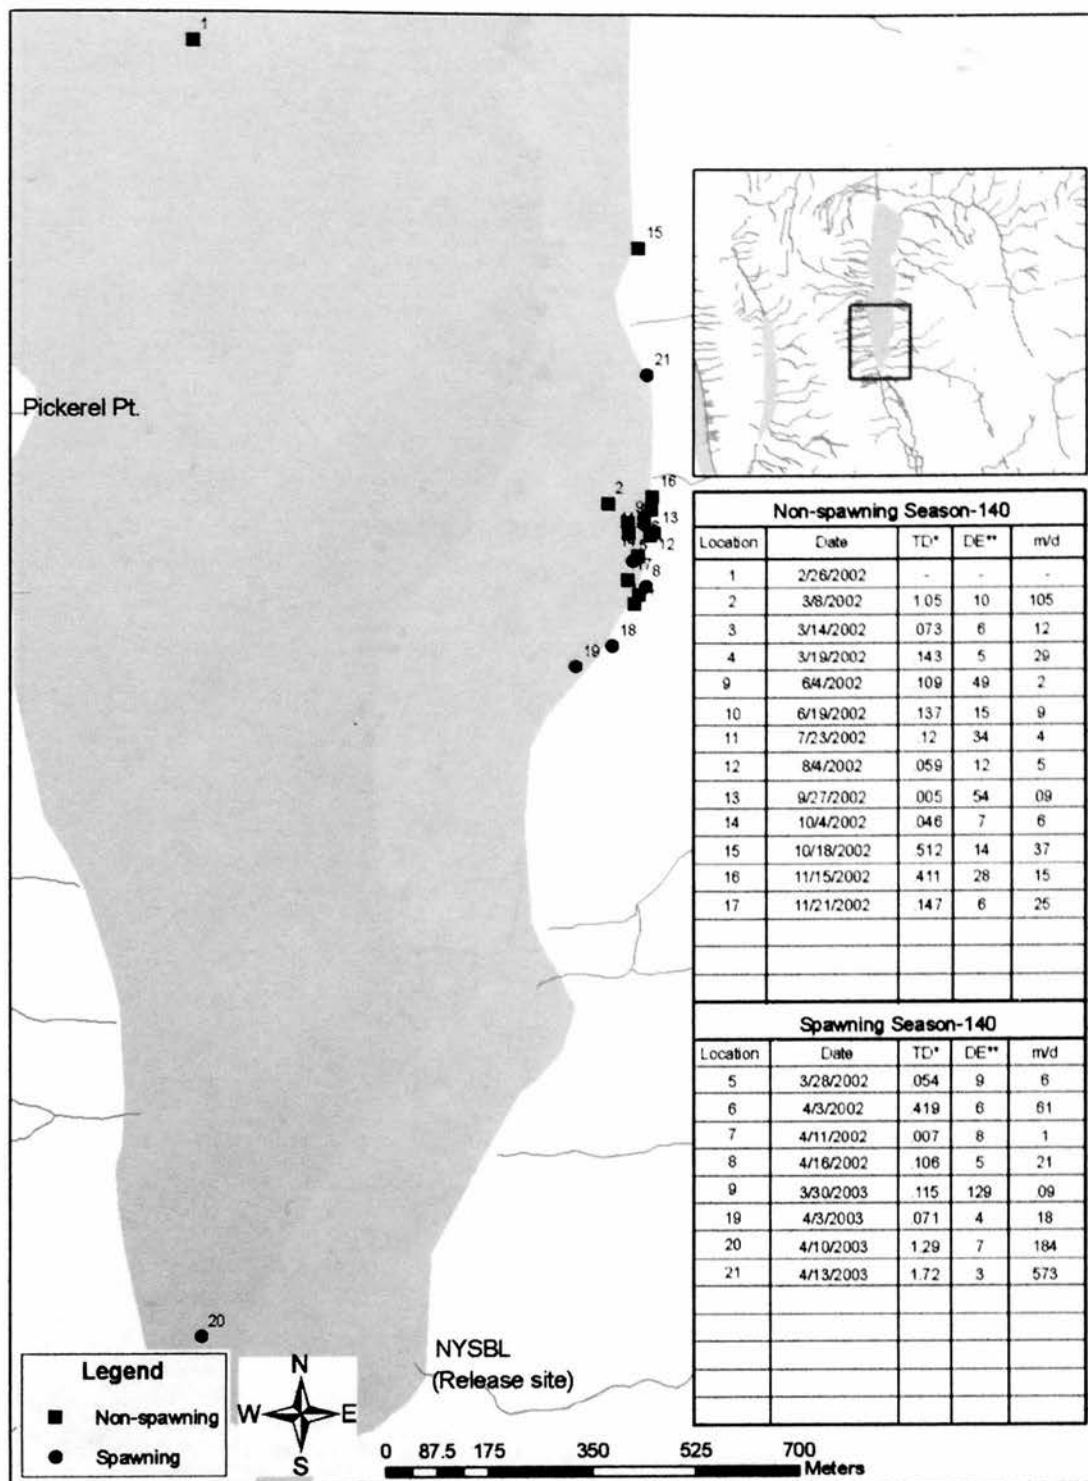 1
15
21
Pickerel Pt.
2
16
9
13
12
8
18
19
20
NYSBL
(Release site)
Legend
Non-spawning
Spawning
N
W E
S
0 87.5 175 350 525 700
Meters
Non-spawning Season-140
Location Date TD* DE** m/d
1 2/26/2002 - - -
2 3/8/2002 1.05 10 105
3 3/14/2002 .073 6 12
4 3/19/2002 .143 5 29
9 6/4/2002 .109 49 2
10 6/19/2002 .137 15 9
11 7/23/2002 .12 34 4
12 8/4/2002 .059 12 5
13 9/27/2002 .005 54 .09
14 10/4/2002 .046 7 6
15 10/18/2002 .512 14 37
16 11/15/2002 .411 28 15
17 11/21/2002 .147 6 25
Spawning Season-140
Location Date TD* DE** m/d
5 3/28/2002 .054 9 6
6 4/3/2002 .419 6 61
7 4/11/2002 .007 8 1
8 4/16/2002 .106 5 21
9 3/30/2003 .115 129 .09
19 4/3/2003 .071 4 18
20 4/10/2003 1.29 7 184
21 4/13/2003 1.72 3 573